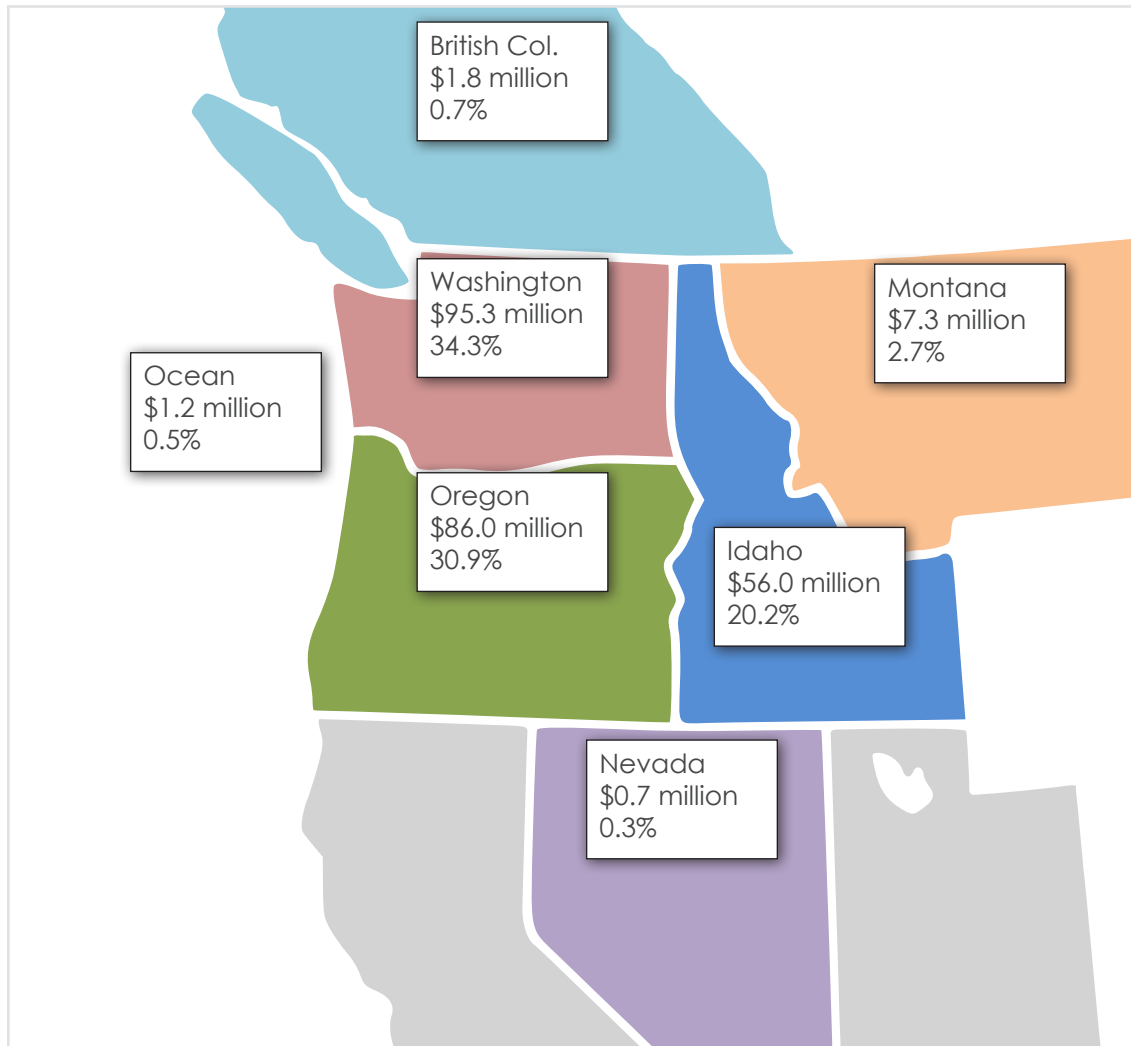 British Col.
$1.8 million
0.7%
Washington
$95.3 million
34.3%
Montana
$7.3 million
2.7%
Ocean
$1.2 million
0.5%
Oregon
$86.0 million
30.9%
Idaho
$56.0 million
20.2%
Nevada
$0.7 million
0.3%